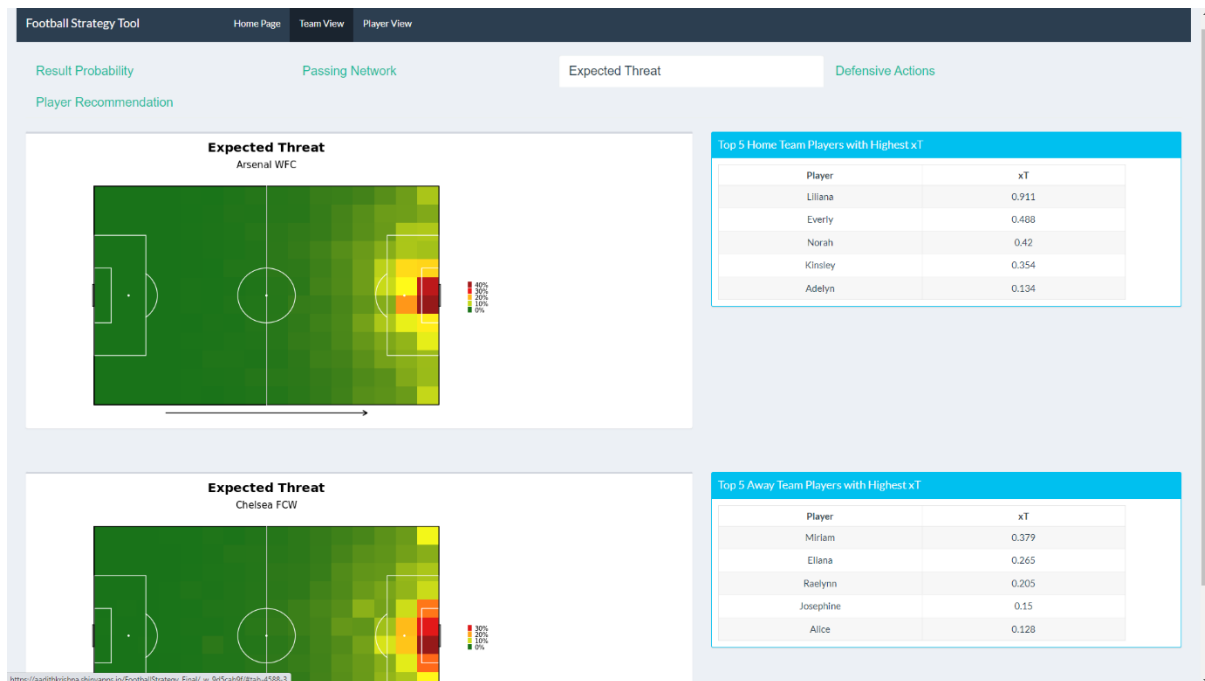 Football Strategy Tool Home Page Team View Player View
Result Probability Passing Network Expected Threat Defensive Actions
Player Recommendation
Expected Threat
Arsenal WFC
40%
30%
20%
10%
0%
Top 5 Home Team Players with Highest xT
Player xT
Liliana 0.911
Everly 0.488
Norah 0.42
Kinsley 0.354
Adelyn 0.134
Expected Threat
Chelsea FCW
30%
20%
10%
0%
Top 5 Away Team Players with Highest xT
Player xT
Miriam 0.379
Eliana 0.265
Raelynn 0.205
Josephine 0.15
Alice 0.128